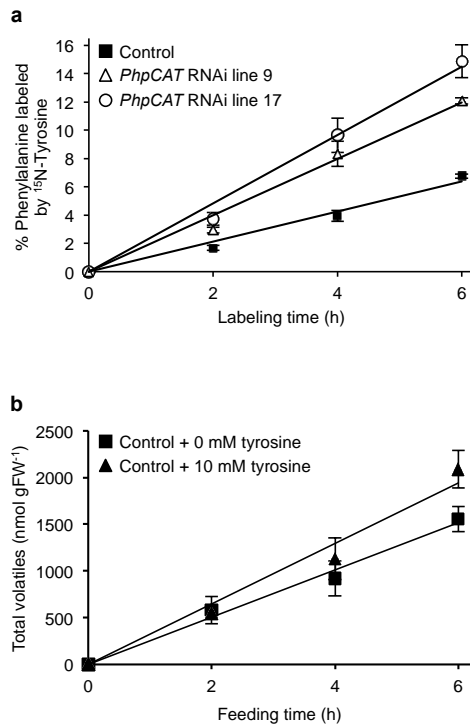 a
Control
PhpCAT RNAi line 9
PhpCAT RNAi line 17
% Phenylalanine labeled
by ¹⁵N-Tyrosine
16
14
12
10
8
6
4
2
0
0 2 4 6
Labeling time (h)
b
Control + 0 mM tyrosine
Control + 10 mM tyrosine
Total volatiles (nmol gFW⁻¹)
2500
2000
1500
1000
500
0
0 2 4 6
Feeding time (h)